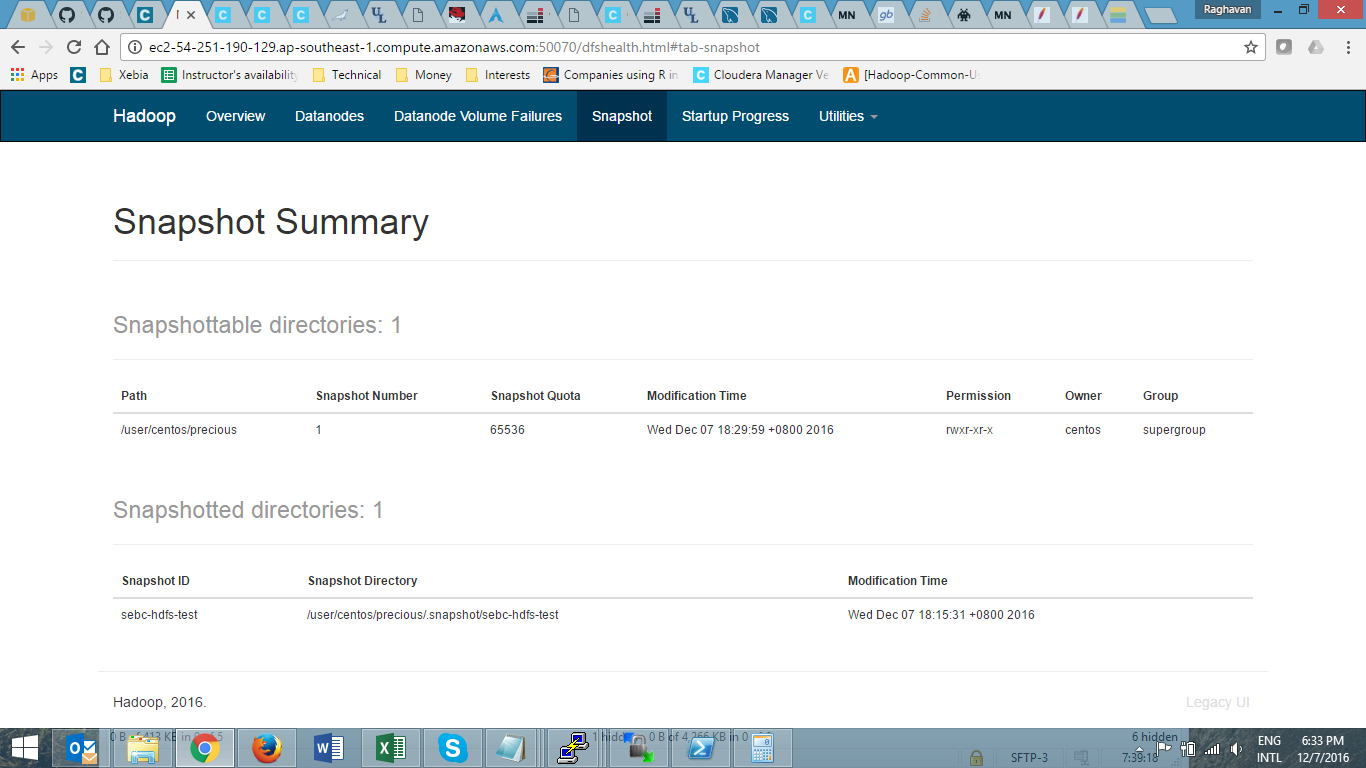 Raghavan
ec2-54-251-190-129.ap-southeast-1.compute.amazonaws.com:50070/dfshealth.html#tab-snapshot
Apps Xebia Instructor's availability Technical Money Interests Companies using R in Cloudera Manager Ve [Hadoop-Common-U
Hadoop Overview Datanodes Datanode Volume Failures Snapshot Startup Progress Utilities
Snapshot Summary
Snapshottable directories: 1
Path Snapshot Number Snapshot Quota Modification Time Permission Owner Group
/user/centos/precious 1 65536 Wed Dec 07 18:29:59 +0800 2016 rwxr-xr-x centos supergroup
Snapshotted directories: 1
Snapshot ID Snapshot Directory Modification Time
sebc-hdfs-test /user/centos/precious/.snapshot/sebc-hdfs-test Wed Dec 07 18:15:31 +0800 2016
Hadoop, 2016. Legacy UI
6 hidden
ENG 6:33 PM
SFTP-3 7:39:18 INTL 12/7/2016